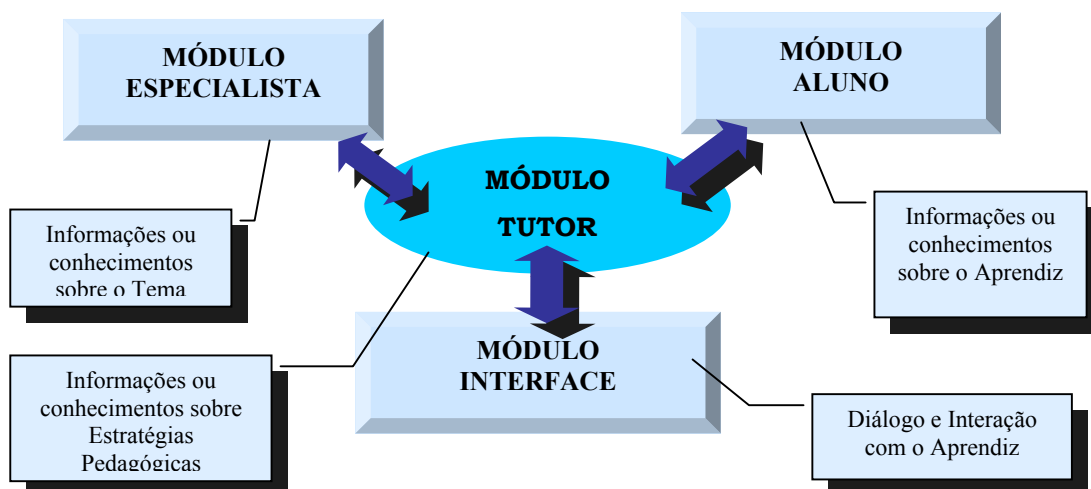 MÓDULO
ESPECIALISTA
MÓDULO
ALUNO
MÓDULO
TUTOR
Informações ou
conhecimentos
sobre o Tema
Informações ou
conhecimentos
sobre o Aprendiz
MÓDULO
INTERFACE
Informações ou
conhecimentos sobre
Estratégias
Pedagógicas
Diálogo e Interação
com o Aprendiz